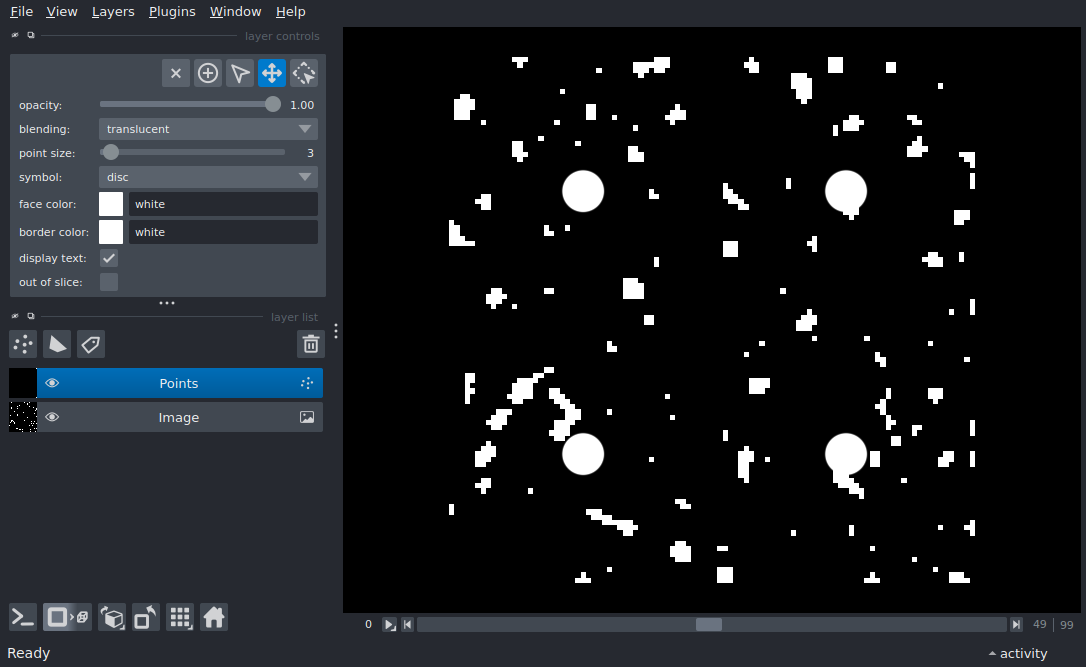 File View Layers Plugins Window Help
layer controls
opacity: 1.00
blending: translucent
point size: 3
symbol: disc
face color: white
border color: white
display text:
out of slice:
layer list
Points
Image
0 49 99
Ready activity